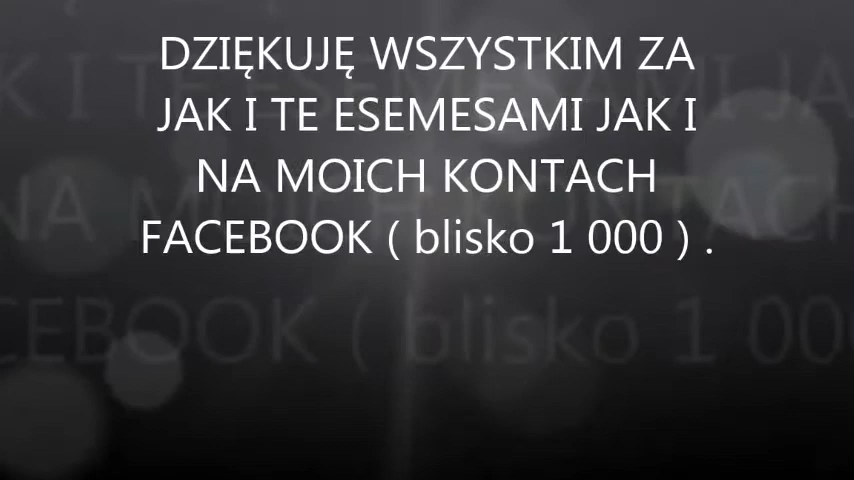 DZIĘKUJĘ WSZYSTKIM ZA
JAK I TE ESEMESAMI JAK I
NA MOICH KONTACH
FACEBOOK ( blisko 1 000 ) .